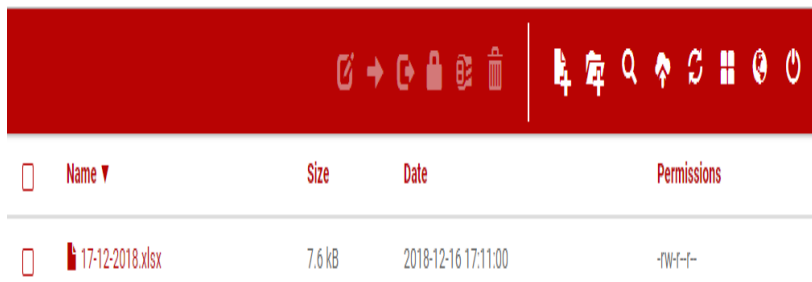 Name ▼ Size Date Permissions
17-12-2018.xlsx 7.6 kB 2018-12-16 17:11:00 -rw-r--r--